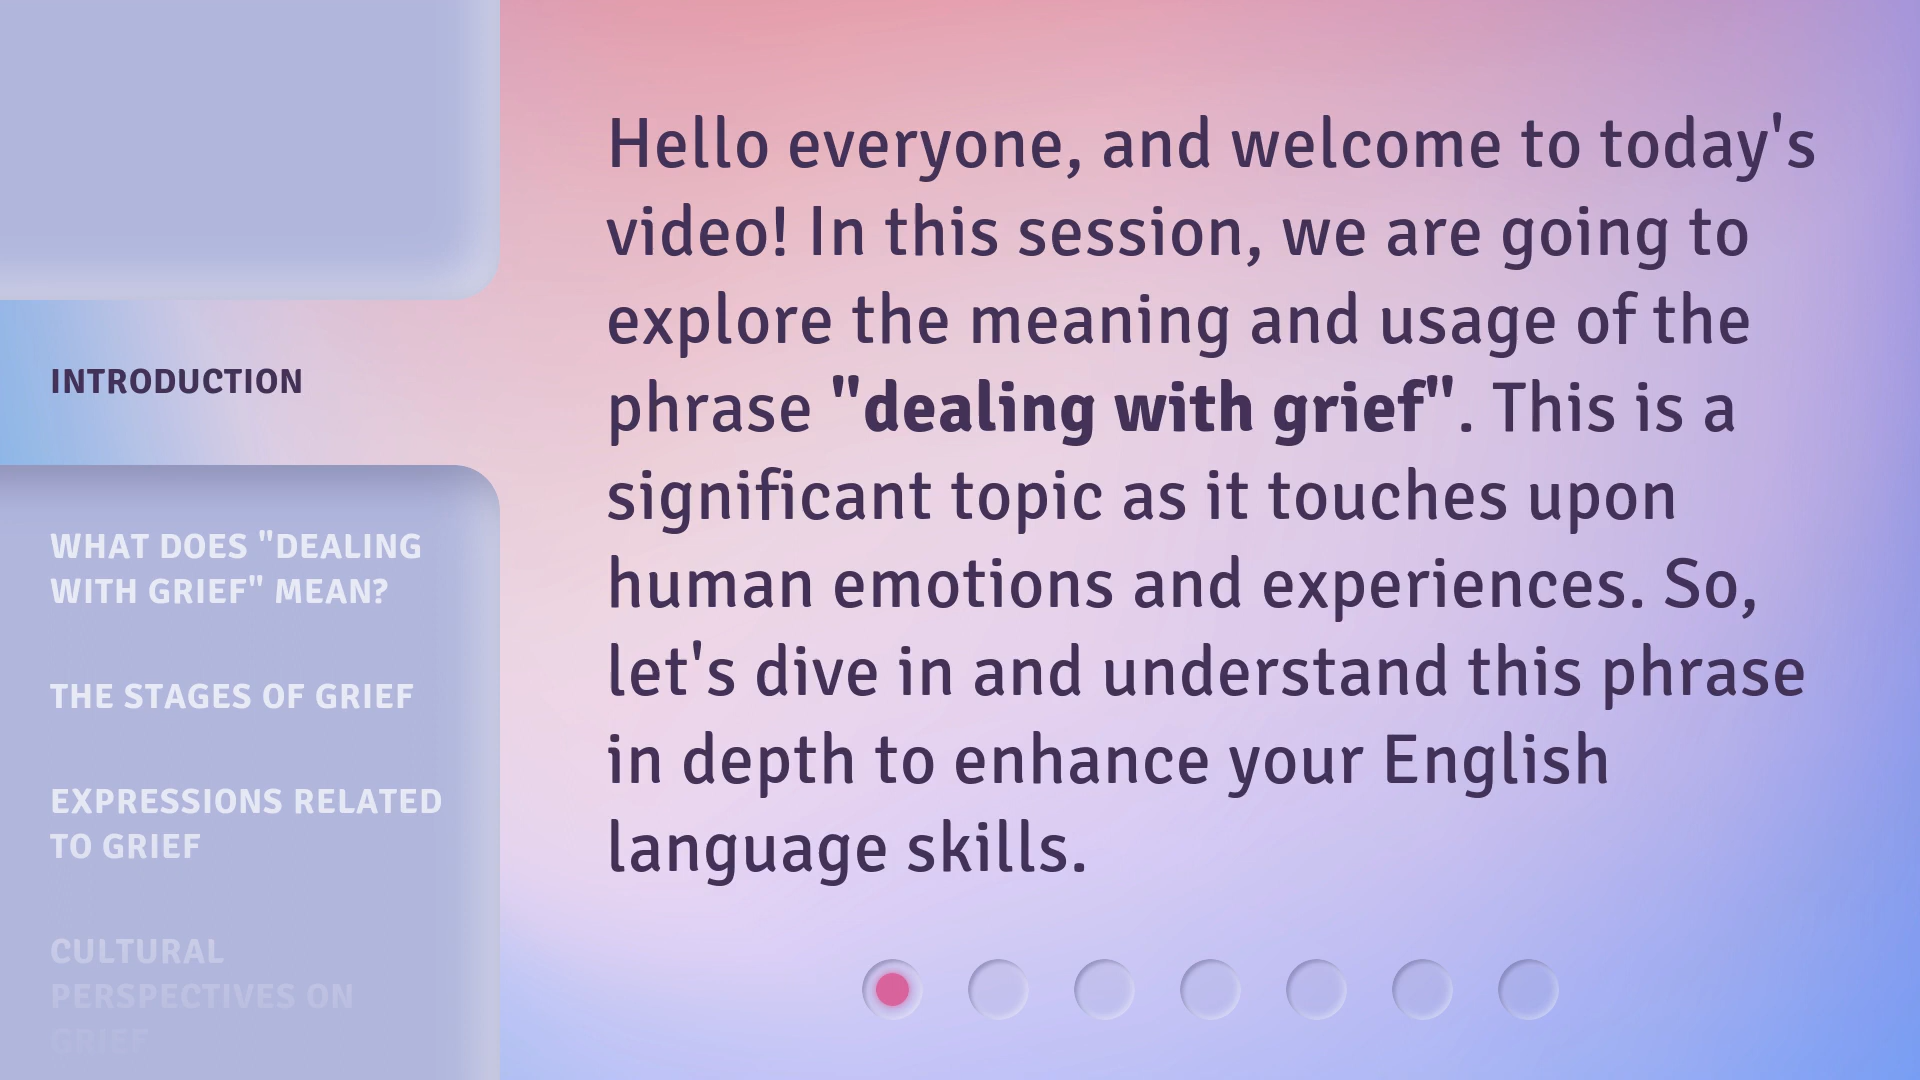 INTRODUCTION
WHAT DOES "DEALING
WITH GRIEF" MEAN?
THE STAGES OF GRIEF
EXPRESSIONS RELATED
TO GRIEF
CULTURAL
PERSPECTIVES ON
GRIEF
Hello everyone, and welcome to today's
video! In this session, we are going to
explore the meaning and usage of the
phrase "dealing with grief". This is a
significant topic as it touches upon
human emotions and experiences. So,
let's dive in and understand this phrase
in depth to enhance your English
language skills.